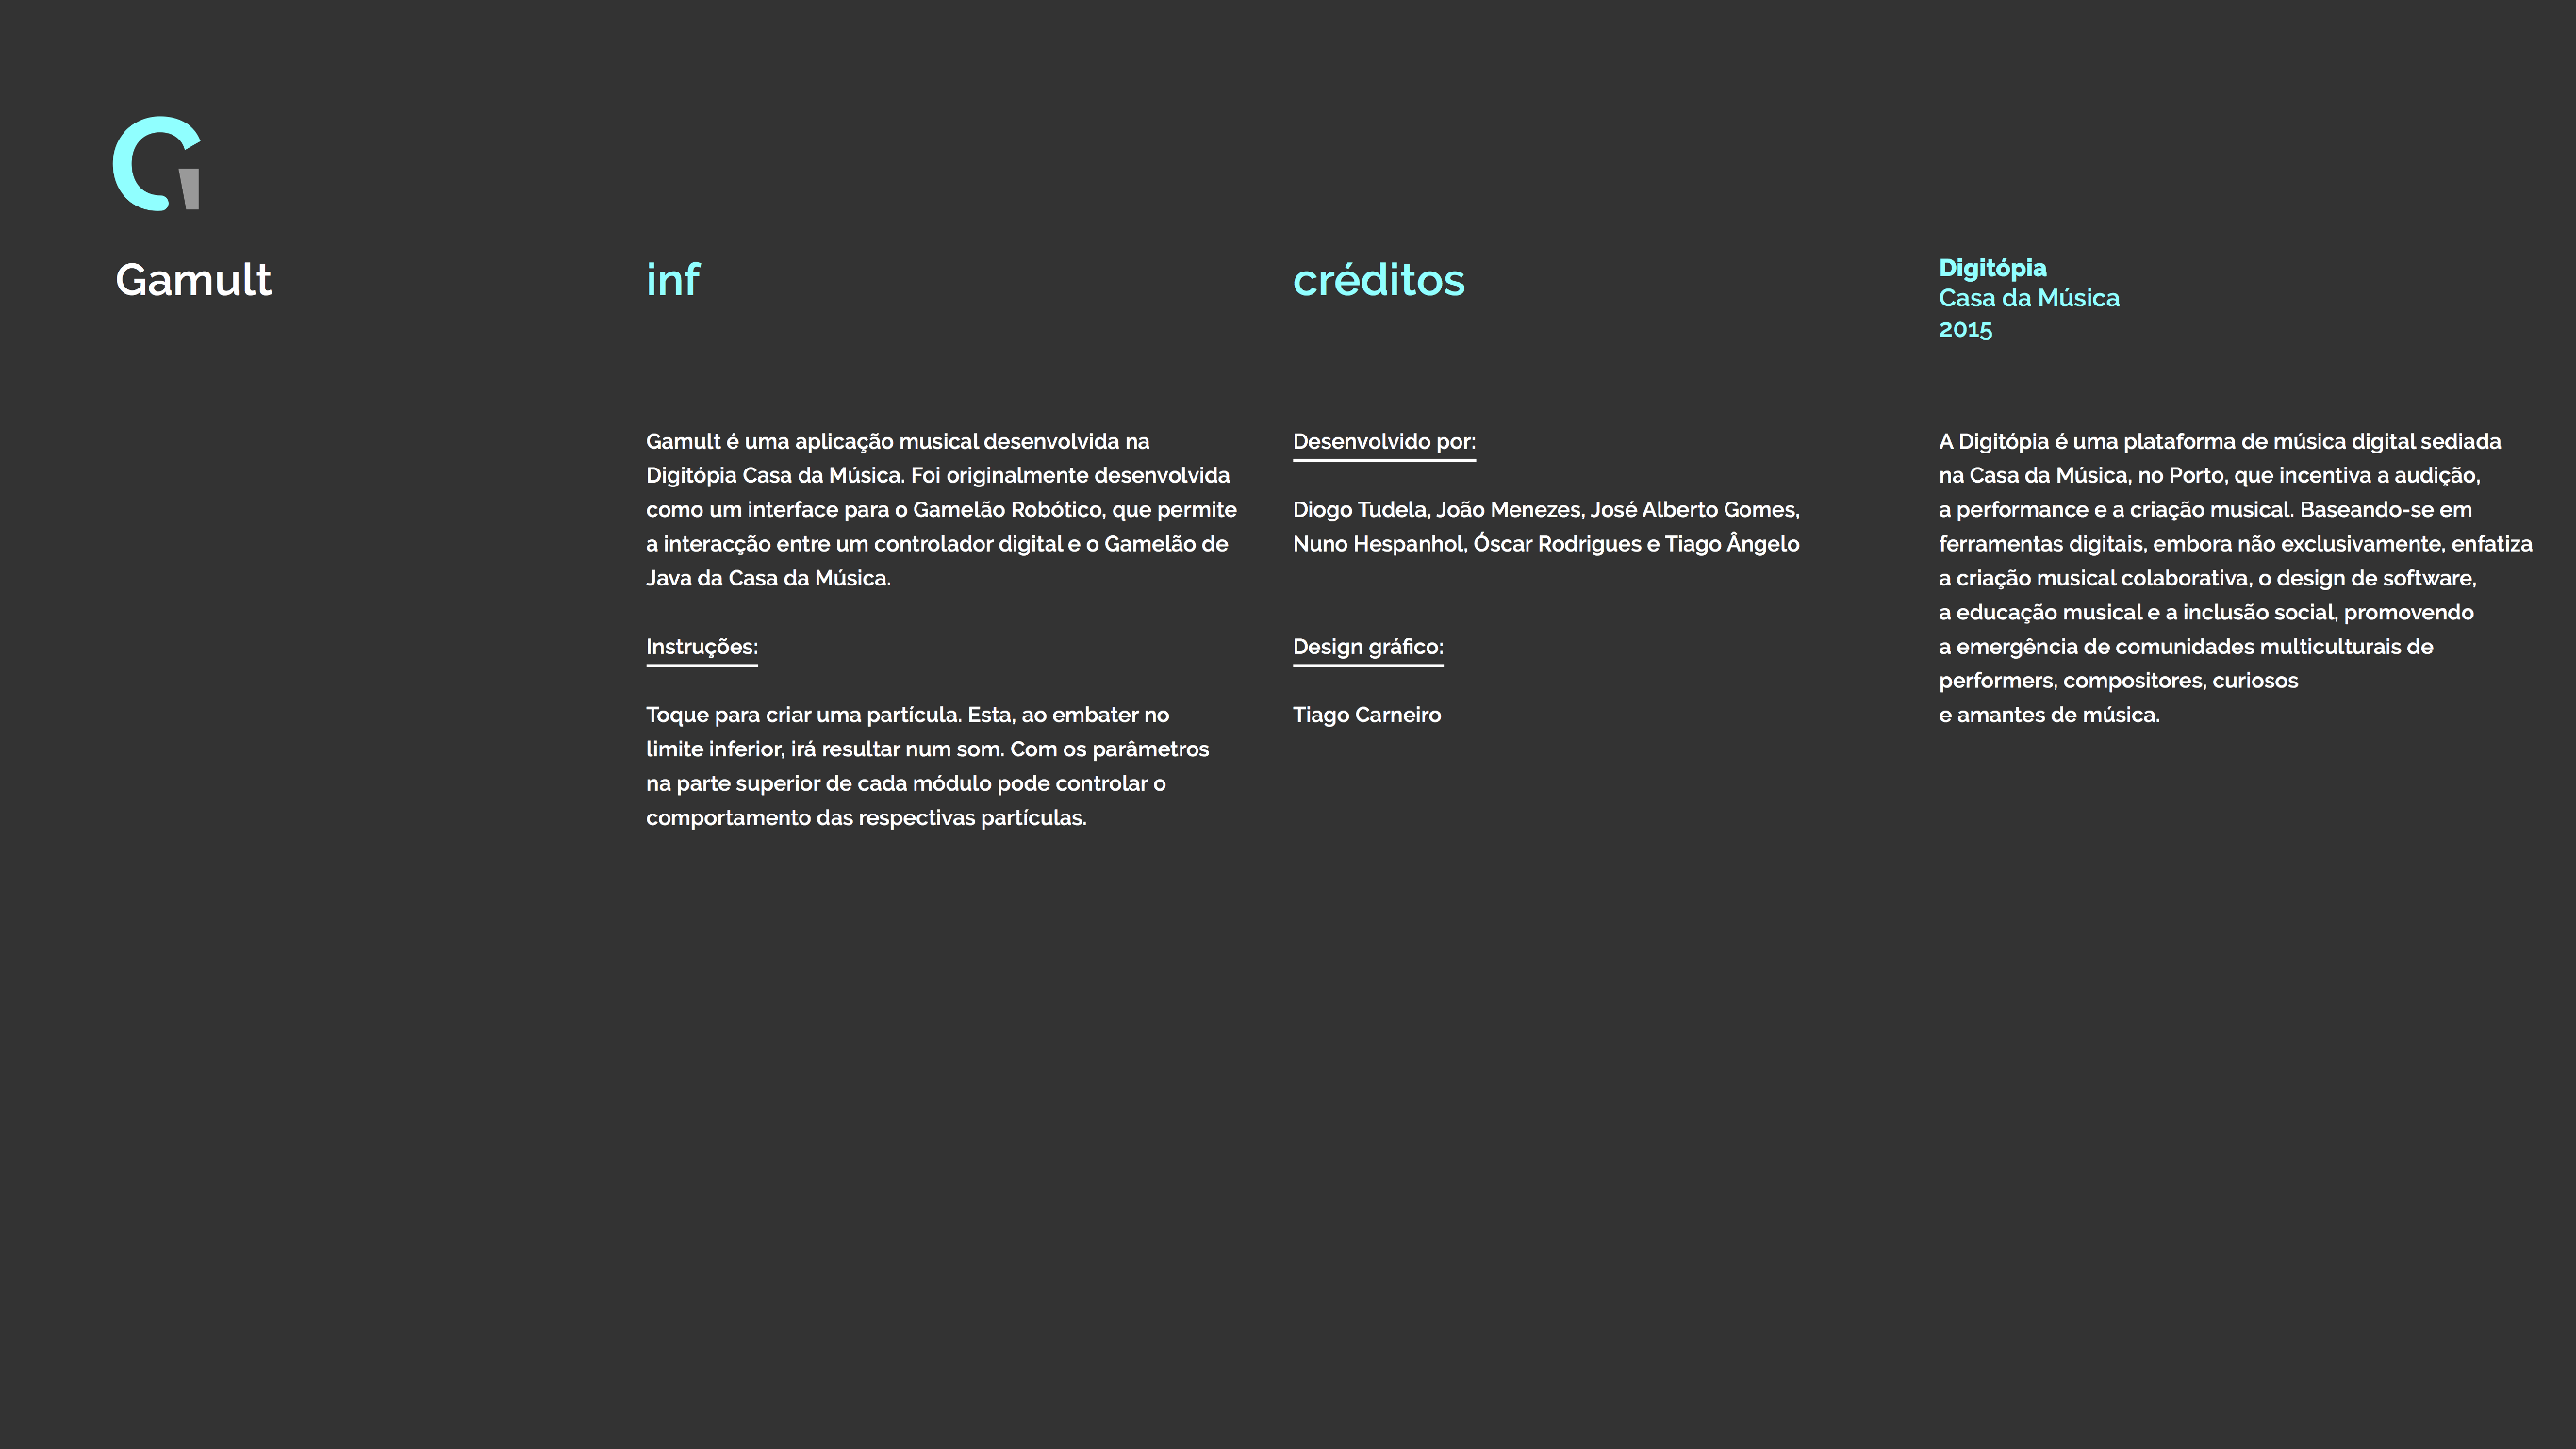 Gamult
inf
Gamult é uma aplicação musical desenvolvida na
Digitópia Casa da Música. Foi originalmente desenvolvida
como um interface para o Gamelão Robótico, que permite
a interacção entre um controlador digital e o Gamelão de
Java da Casa da Música.
Instruções:
Toque para criar uma partícula. Esta, ao embater no
limite inferior, irá resultar num som. Com os parâmetros
na parte superior de cada módulo pode controlar o
comportamento das respectivas partículas.
créditos
Desenvolvido por:
Diogo Tudela, João Menezes, José Alberto Gomes,
Nuno Hespanhol, Óscar Rodrigues e Tiago Ângelo
Design gráfico:
Tiago Carneiro
Digitópia
Casa da Música
2015
A Digitópia é uma plataforma de música digital sediada
na Casa da Música, no Porto, que incentiva a audição,
a performance e a criação musical. Baseando-se em
ferramentas digitais, embora não exclusivamente, enfatiza
a criação musical colaborativa, o design de software,
a educação musical e a inclusão social, promovendo
a emergência de comunidades multiculturais de
performers, compositores, curiosos
e amantes de música.